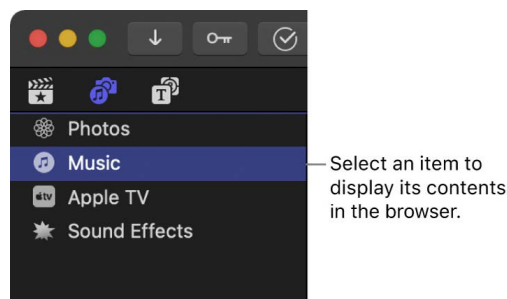 Photos
Music
Apple TV
Sound Effects
Select an item to
display its contents
in the browser.